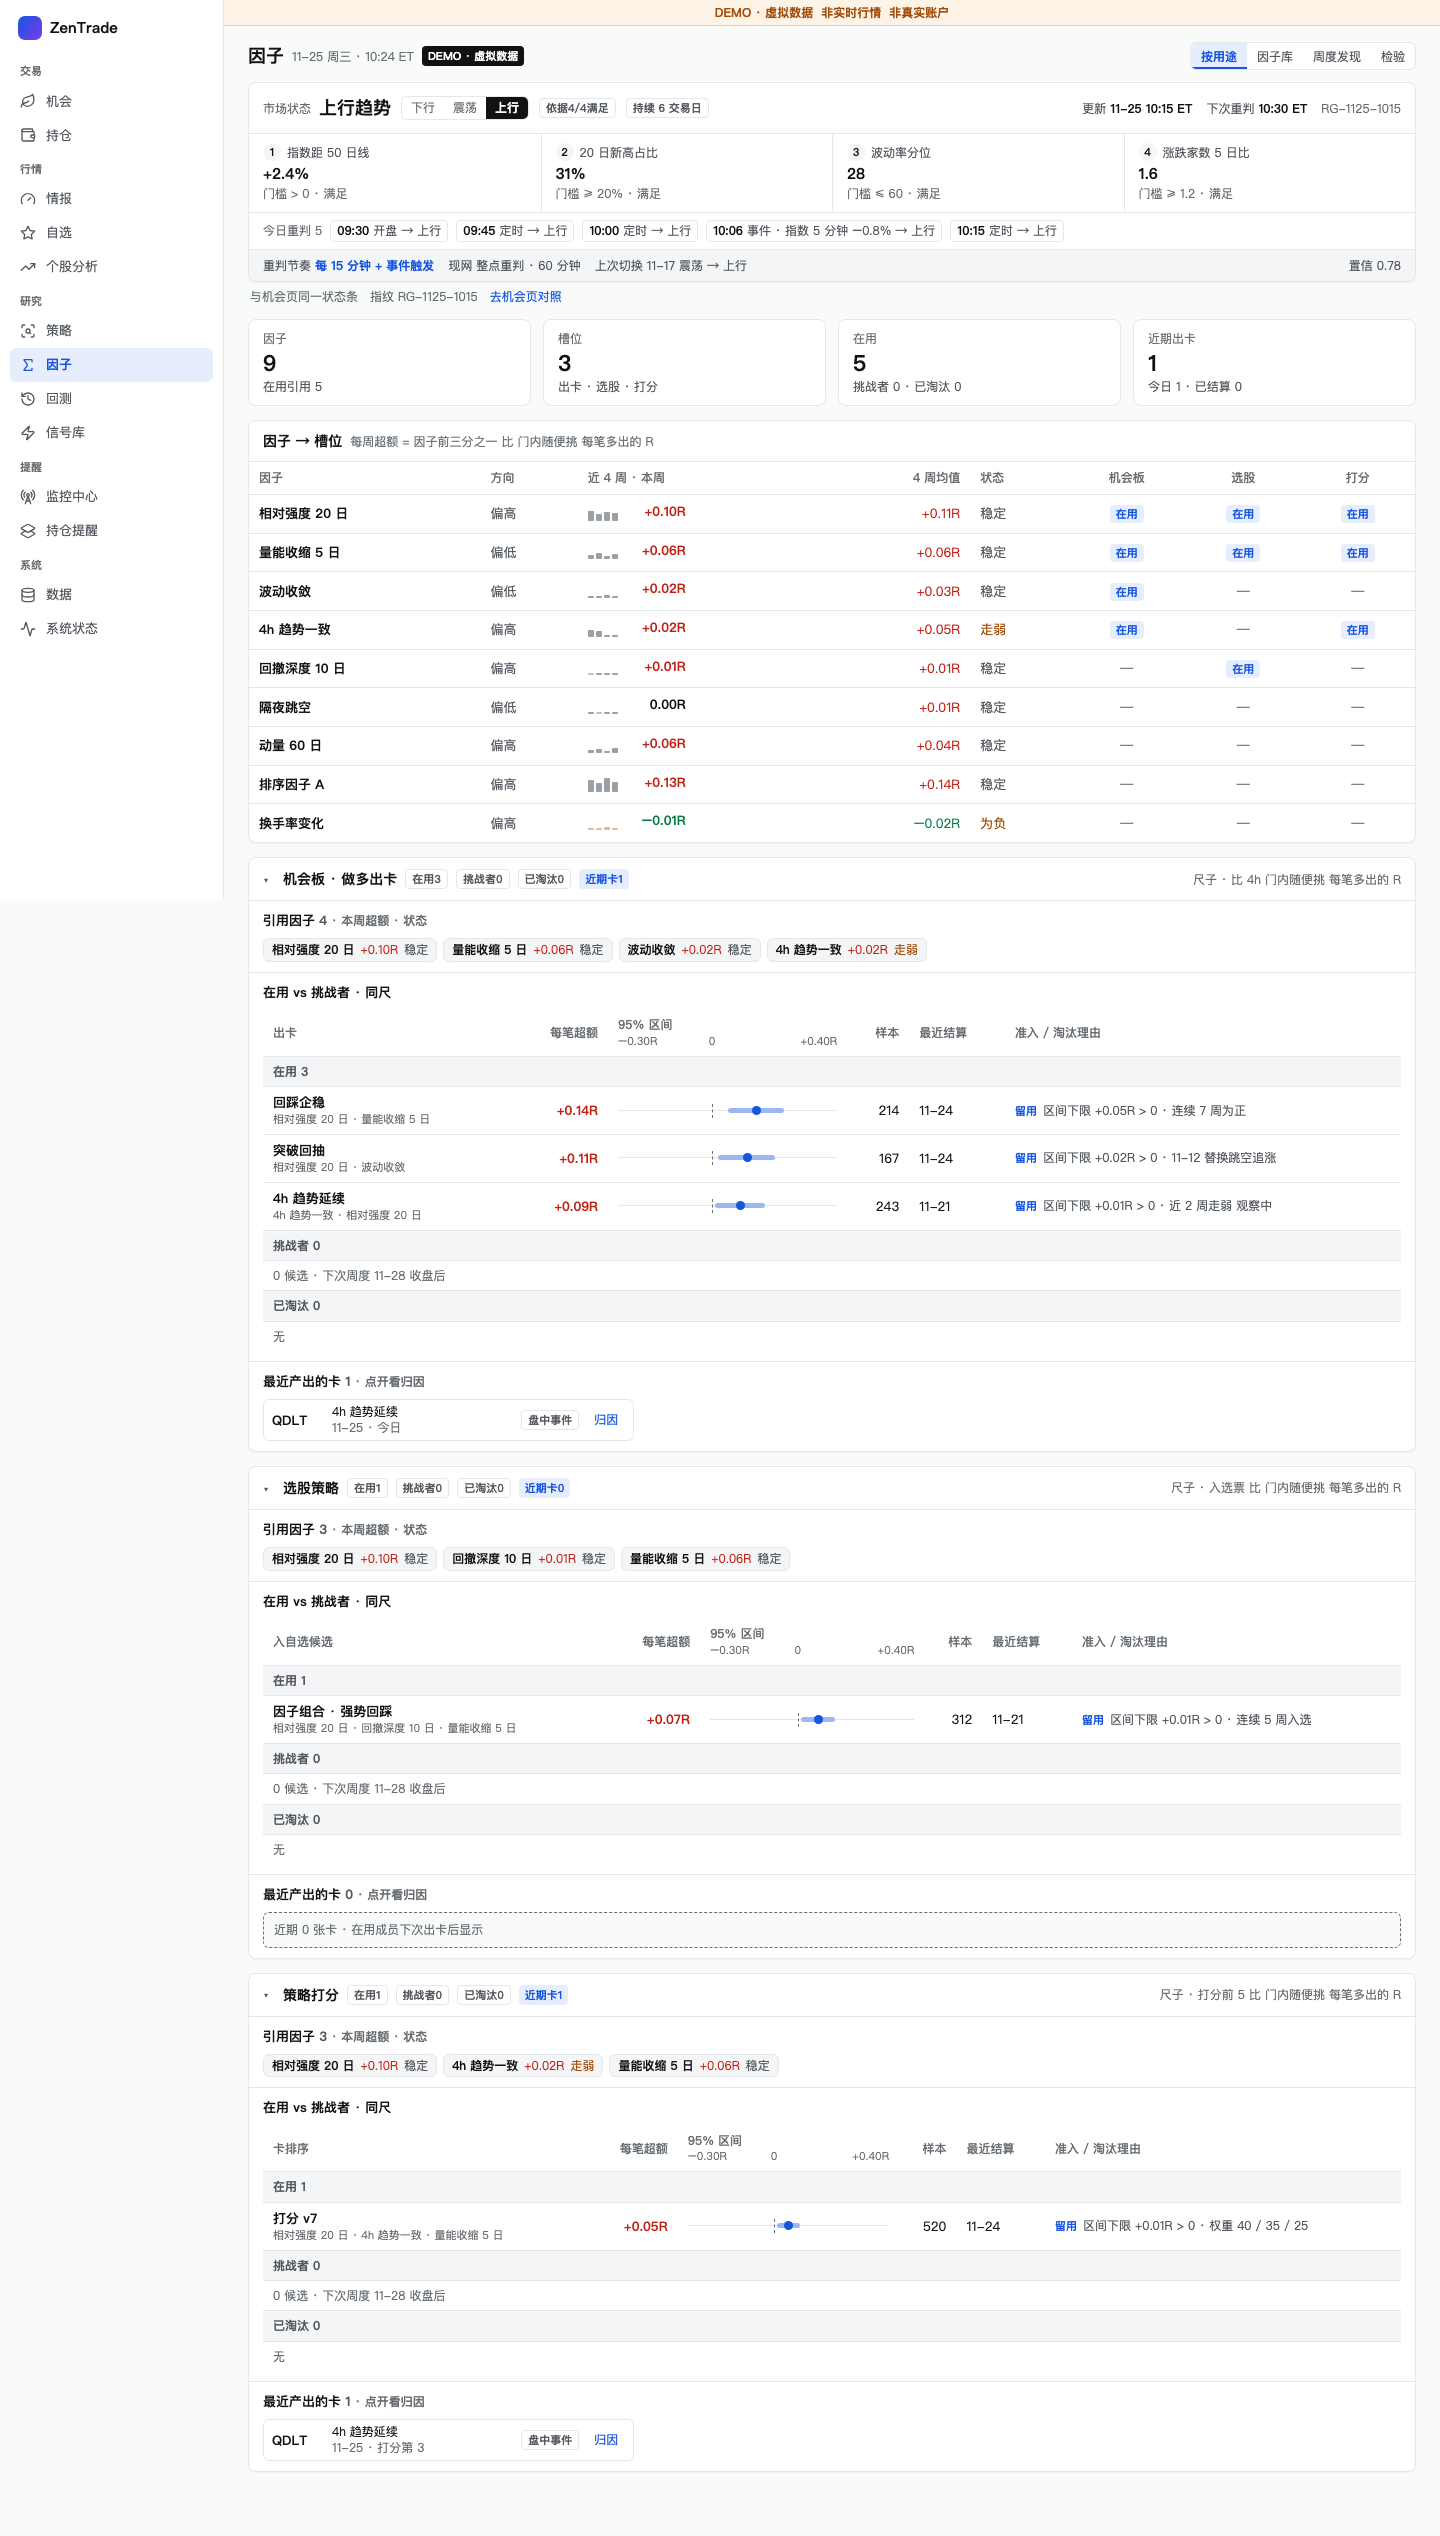 ZenTrade
交易
机会
持仓
行情
情报
自选
个股分析
研究
策略
因子
回测
信号库
提醒
监控中心
持仓提醒
系统
数据
系统状态
DEMO · 虚拟数据 非实时行情 非真实账户
因子 11-25 周三 · 10:24 ET DEMO · 虚拟数据
按用途 因子库 周度发现 检验
市场状态 上行趋势 下行 震荡 上行 依据4/4满足 持续 6 交易日 更新 11-25 10:15 ET 下次重判 10:30 ET RG-1125-1015
1 指数距 50 日线
+2.4%
门槛 > 0 · 满足
2 20 日新高占比
31%
门槛 ≥ 20% · 满足
3 波动率分位
28
门槛 ≤ 60 · 满足
4 涨跌家数 5 日比
1.6
门槛 ≥ 1.2 · 满足
今日重判 5 09:30 开盘 → 上行 09:45 定时 → 上行 10:00 定时 → 上行 10:06 事件 · 指数 5 分钟 −0.8% → 上行 10:15 定时 → 上行
重判节奏 每 15 分钟 + 事件触发 现网 整点重判 · 60 分钟 上次切换 11-17 震荡 → 上行 置信 0.78
与机会页同一状态条 指纹 RG-1125-1015 去机会页对照
因子
9
在用引用 5
槽位
3
出卡 · 选股 · 打分
在用
5
挑战者 0 · 已淘汰 0
近期出卡
1
今日 1 · 已结算 0
因子 → 槽位 每周超额 = 因子前三分之一 比 门内随便挑 每笔多出的 R
因子 方向 近 4 周 · 本周 4 周均值 状态 机会板 选股 打分
相对强度 20 日 偏高 +0.10R +0.11R 稳定 在用 在用 在用
量能收缩 5 日 偏低 +0.06R +0.06R 稳定 在用 在用 在用
波动收敛 偏低 +0.02R +0.03R 稳定 在用 — —
4h 趋势一致 偏高 +0.02R +0.05R 走弱 在用 — 在用
回撤深度 10 日 偏高 +0.01R +0.01R 稳定 — 在用 —
隔夜跳空 偏低 0.00R +0.01R 稳定 — — —
动量 60 日 偏高 +0.06R +0.04R 稳定 — — —
排序因子 A 偏高 +0.13R +0.14R 稳定 — — —
换手率变化 偏高 −0.01R −0.02R 为负 — — —
▾ 机会板 · 做多出卡 在用3 挑战者0 已淘汰0 近期卡1 尺子 · 比 4h 门内随便挑 每笔多出的 R
引用因子 4 · 本周超额 · 状态
相对强度 20 日 +0.10R 稳定 量能收缩 5 日 +0.06R 稳定 波动收敛 +0.02R 稳定 4h 趋势一致 +0.02R 走弱
在用 vs 挑战者 · 同尺
出卡 每笔超额 95% 区间 −0.30R 0 +0.40R 样本 最近结算 准入 / 淘汰理由
在用 3
回踩企稳 +0.14R 214 11-24 留用 区间下限 +0.05R > 0 · 连续 7 周为正
相对强度 20 日 · 量能收缩 5 日
突破回抽 +0.11R 167 11-24 留用 区间下限 +0.02R > 0 · 11-12 替换跳空追涨
相对强度 20 日 · 波动收敛
4h 趋势延续 +0.09R 243 11-21 留用 区间下限 +0.01R > 0 · 近 2 周走弱 观察中
4h 趋势一致 · 相对强度 20 日
挑战者 0
0 候选 · 下次周度 11-28 收盘后
已淘汰 0
无
最近产出的卡 1 · 点开看归因
QDLT 4h 趋势延续 盘中事件 归因
11-25 · 今日
▾ 选股策略 在用1 挑战者0 已淘汰0 近期卡0 尺子 · 入选票 比 门内随便挑 每笔多出的 R
引用因子 3 · 本周超额 · 状态
相对强度 20 日 +0.10R 稳定 回撤深度 10 日 +0.01R 稳定 量能收缩 5 日 +0.06R 稳定
在用 vs 挑战者 · 同尺
入自选候选 每笔超额 95% 区间 −0.30R 0 +0.40R 样本 最近结算 准入 / 淘汰理由
在用 1
因子组合 · 强势回踩 +0.07R 312 11-21 留用 区间下限 +0.01R > 0 · 连续 5 周入选
相对强度 20 日 · 回撤深度 10 日 · 量能收缩 5 日
挑战者 0
0 候选 · 下次周度 11-28 收盘后
已淘汰 0
无
最近产出的卡 0 · 点开看归因
近期 0 张卡 · 在用成员下次出卡后显示
▾ 策略打分 在用1 挑战者0 已淘汰0 近期卡1 尺子 · 打分前 5 比 门内随便挑 每笔多出的 R
引用因子 3 · 本周超额 · 状态
相对强度 20 日 +0.10R 稳定 4h 趋势一致 +0.02R 走弱 量能收缩 5 日 +0.06R 稳定
在用 vs 挑战者 · 同尺
卡排序 每笔超额 95% 区间 −0.30R 0 +0.40R 样本 最近结算 准入 / 淘汰理由
在用 1
打分 v7 +0.05R 520 11-24 留用 区间下限 +0.01R > 0 · 权重 40 / 35 / 25
相对强度 20 日 · 4h 趋势一致 · 量能收缩 5 日
挑战者 0
0 候选 · 下次周度 11-28 收盘后
已淘汰 0
无
最近产出的卡 1 · 点开看归因
QDLT 4h 趋势延续 盘中事件 归因
11-25 · 打分第 3